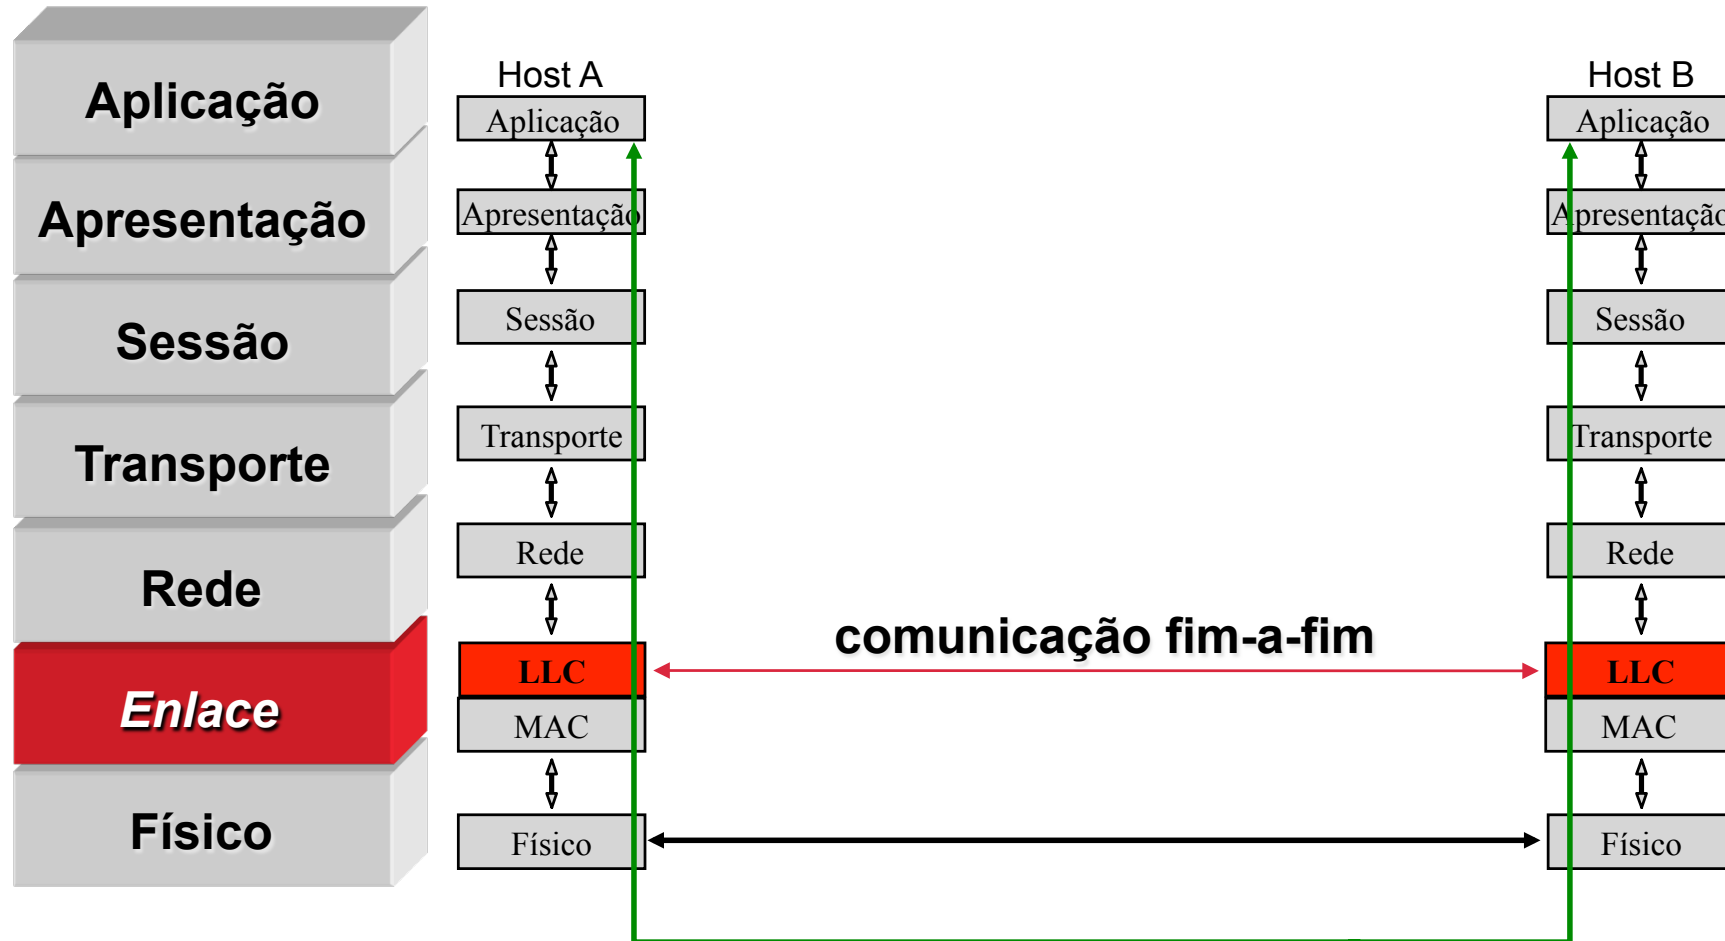 Aplicação
Apresentação
Sessão
Transporte
Rede
Enlace
Físico
Host A
Aplicação
Apresentação
Sessão
Transporte
Rede
LLC
MAC
Físico
comunicação fim-a-fim
Host B
Aplicação
Apresentação
Sessão
Transporte
Rede
LLC
MAC
Físico